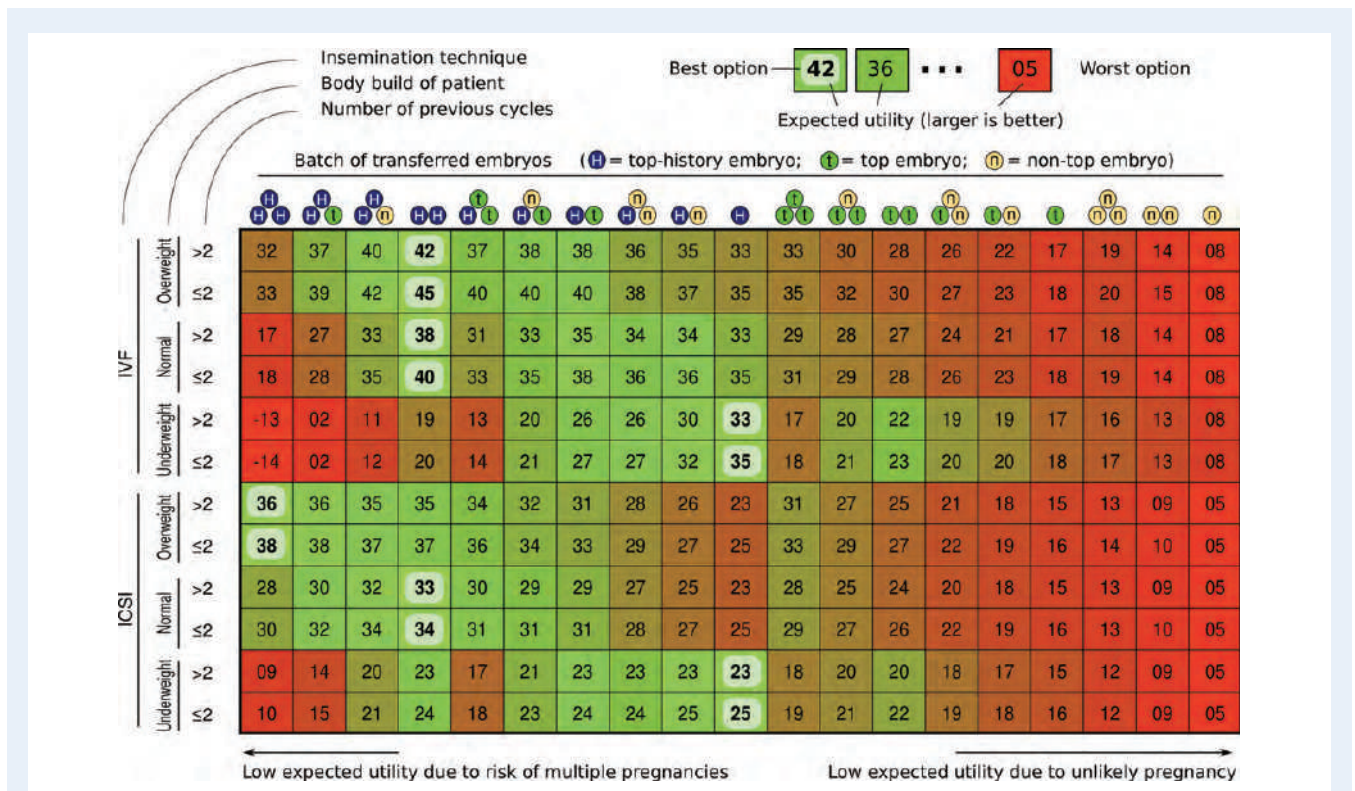 Insemination technique
Body build of patient
Number of previous cycles
Best option 42 36 ... 05 Worst option
Expected utility (larger is better)
Batch of transferred embryos (H = top-history embryo; t = top embryo; n = non-top embryo)
H H H t n n t n n n
H H H t H n H H H t H t H t H n H n H t t t t t t t n t n t n n n n n
IVF
Overweight
>2 32 37 40 42 37 38 38 36 35 33 33 30 28 26 22 17 19 14 08
≤2 33 39 42 45 40 40 40 38 37 35 35 32 30 27 23 18 20 15 08
Normal
>2 17 27 33 38 31 33 35 34 34 33 29 28 27 24 21 17 18 14 08
≤2 18 28 35 40 33 35 38 36 36 35 31 29 28 26 23 18 19 14 08
Underweight
>2 -13 02 11 19 13 20 26 26 30 33 17 20 22 19 19 17 16 13 08
≤2 -14 02 12 20 14 21 27 27 32 35 18 21 23 20 20 18 17 13 08
ICSI
Overweight
>2 36 36 35 35 34 32 31 28 26 23 31 27 25 21 18 15 13 09 05
≤2 38 38 37 37 36 34 33 29 27 25 33 29 27 22 19 16 14 10 05
Normal
>2 28 30 32 33 30 29 29 27 25 23 28 25 24 20 18 15 13 09 05
≤2 30 32 34 34 31 31 31 28 27 25 29 27 26 22 19 16 13 10 05
Underweight
>2 09 14 20 23 17 21 23 23 23 23 18 20 20 18 17 15 12 09 05
≤2 10 15 21 24 18 23 24 24 25 25 19 21 22 19 18 16 12 09 05
Low expected utility due to risk of multiple pregnancies
Low expected utility due to unlikely pregnancy